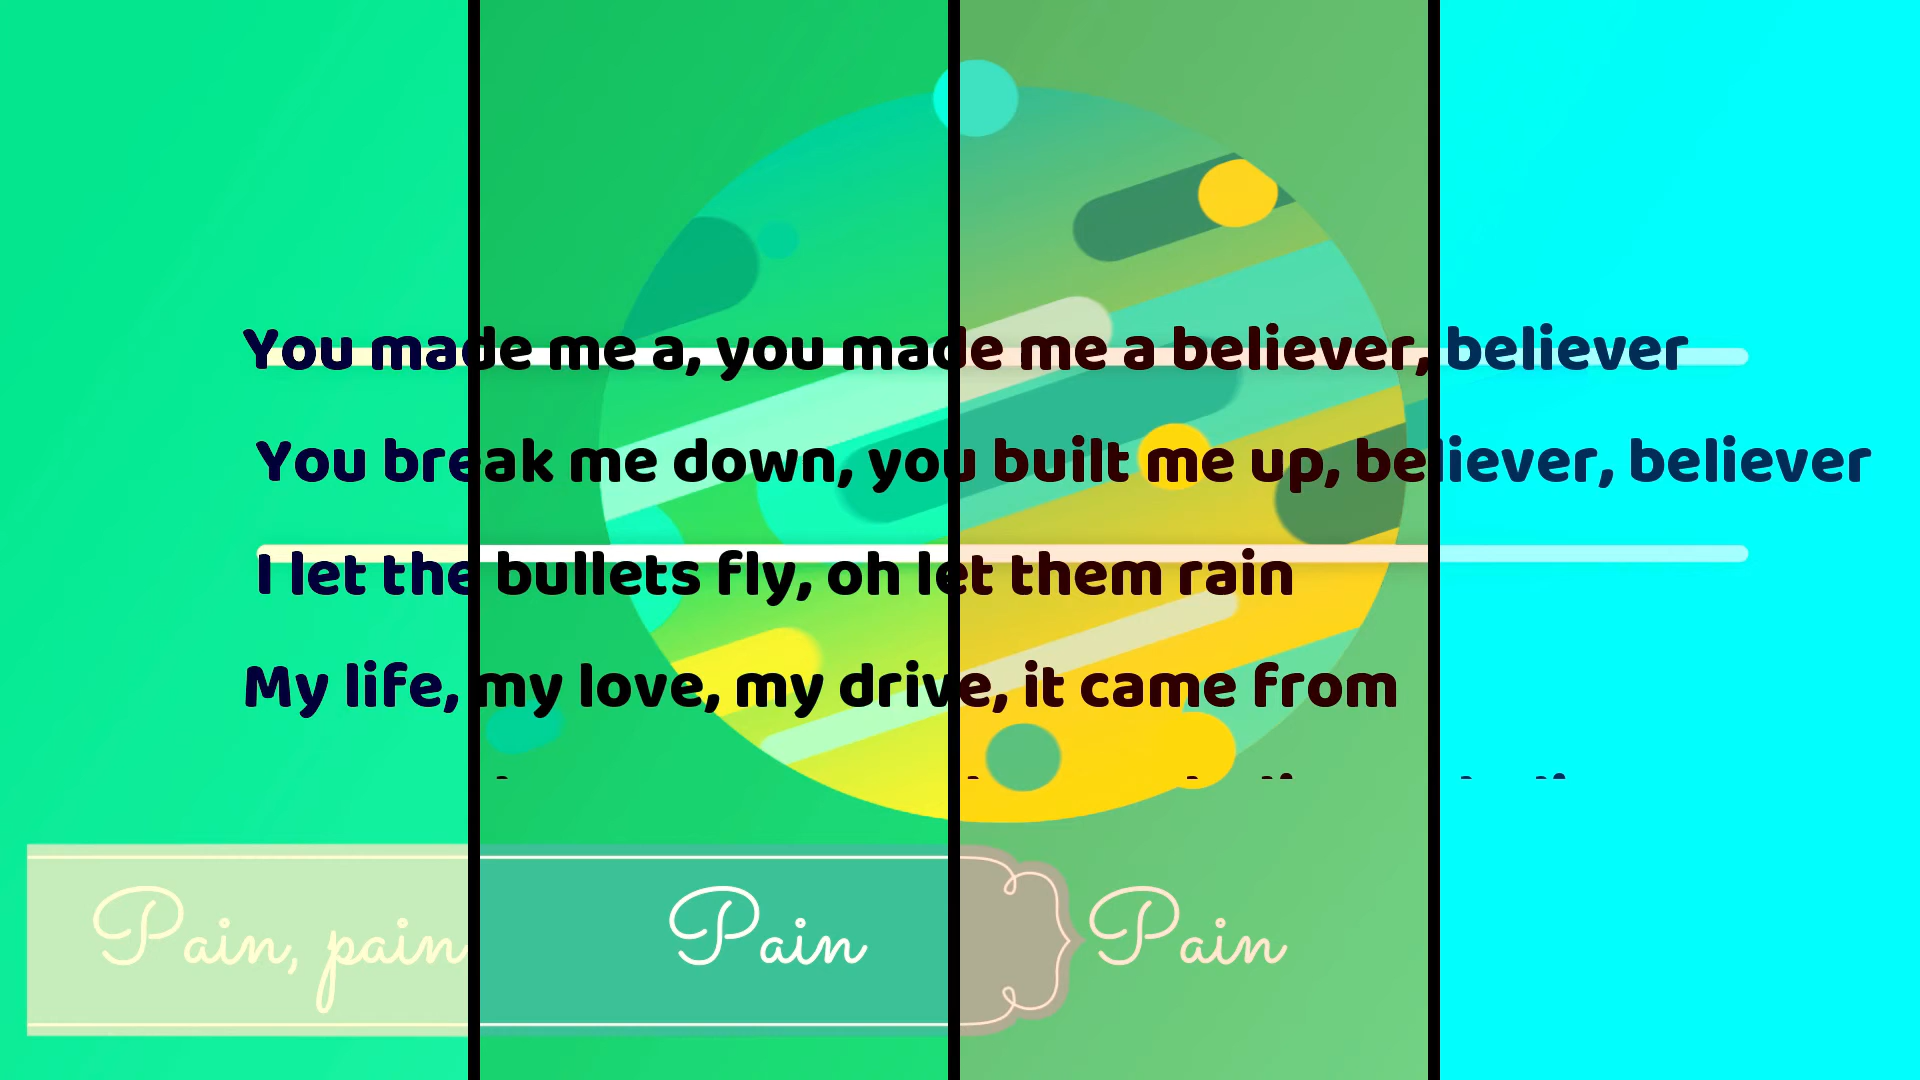 You made me a, you made me a believer, believer
You break me down, you built me up, believer, believer
I let the bullets fly, oh let them rain
My life, my love, my drive, it came from
Pain, pain Pain Pain